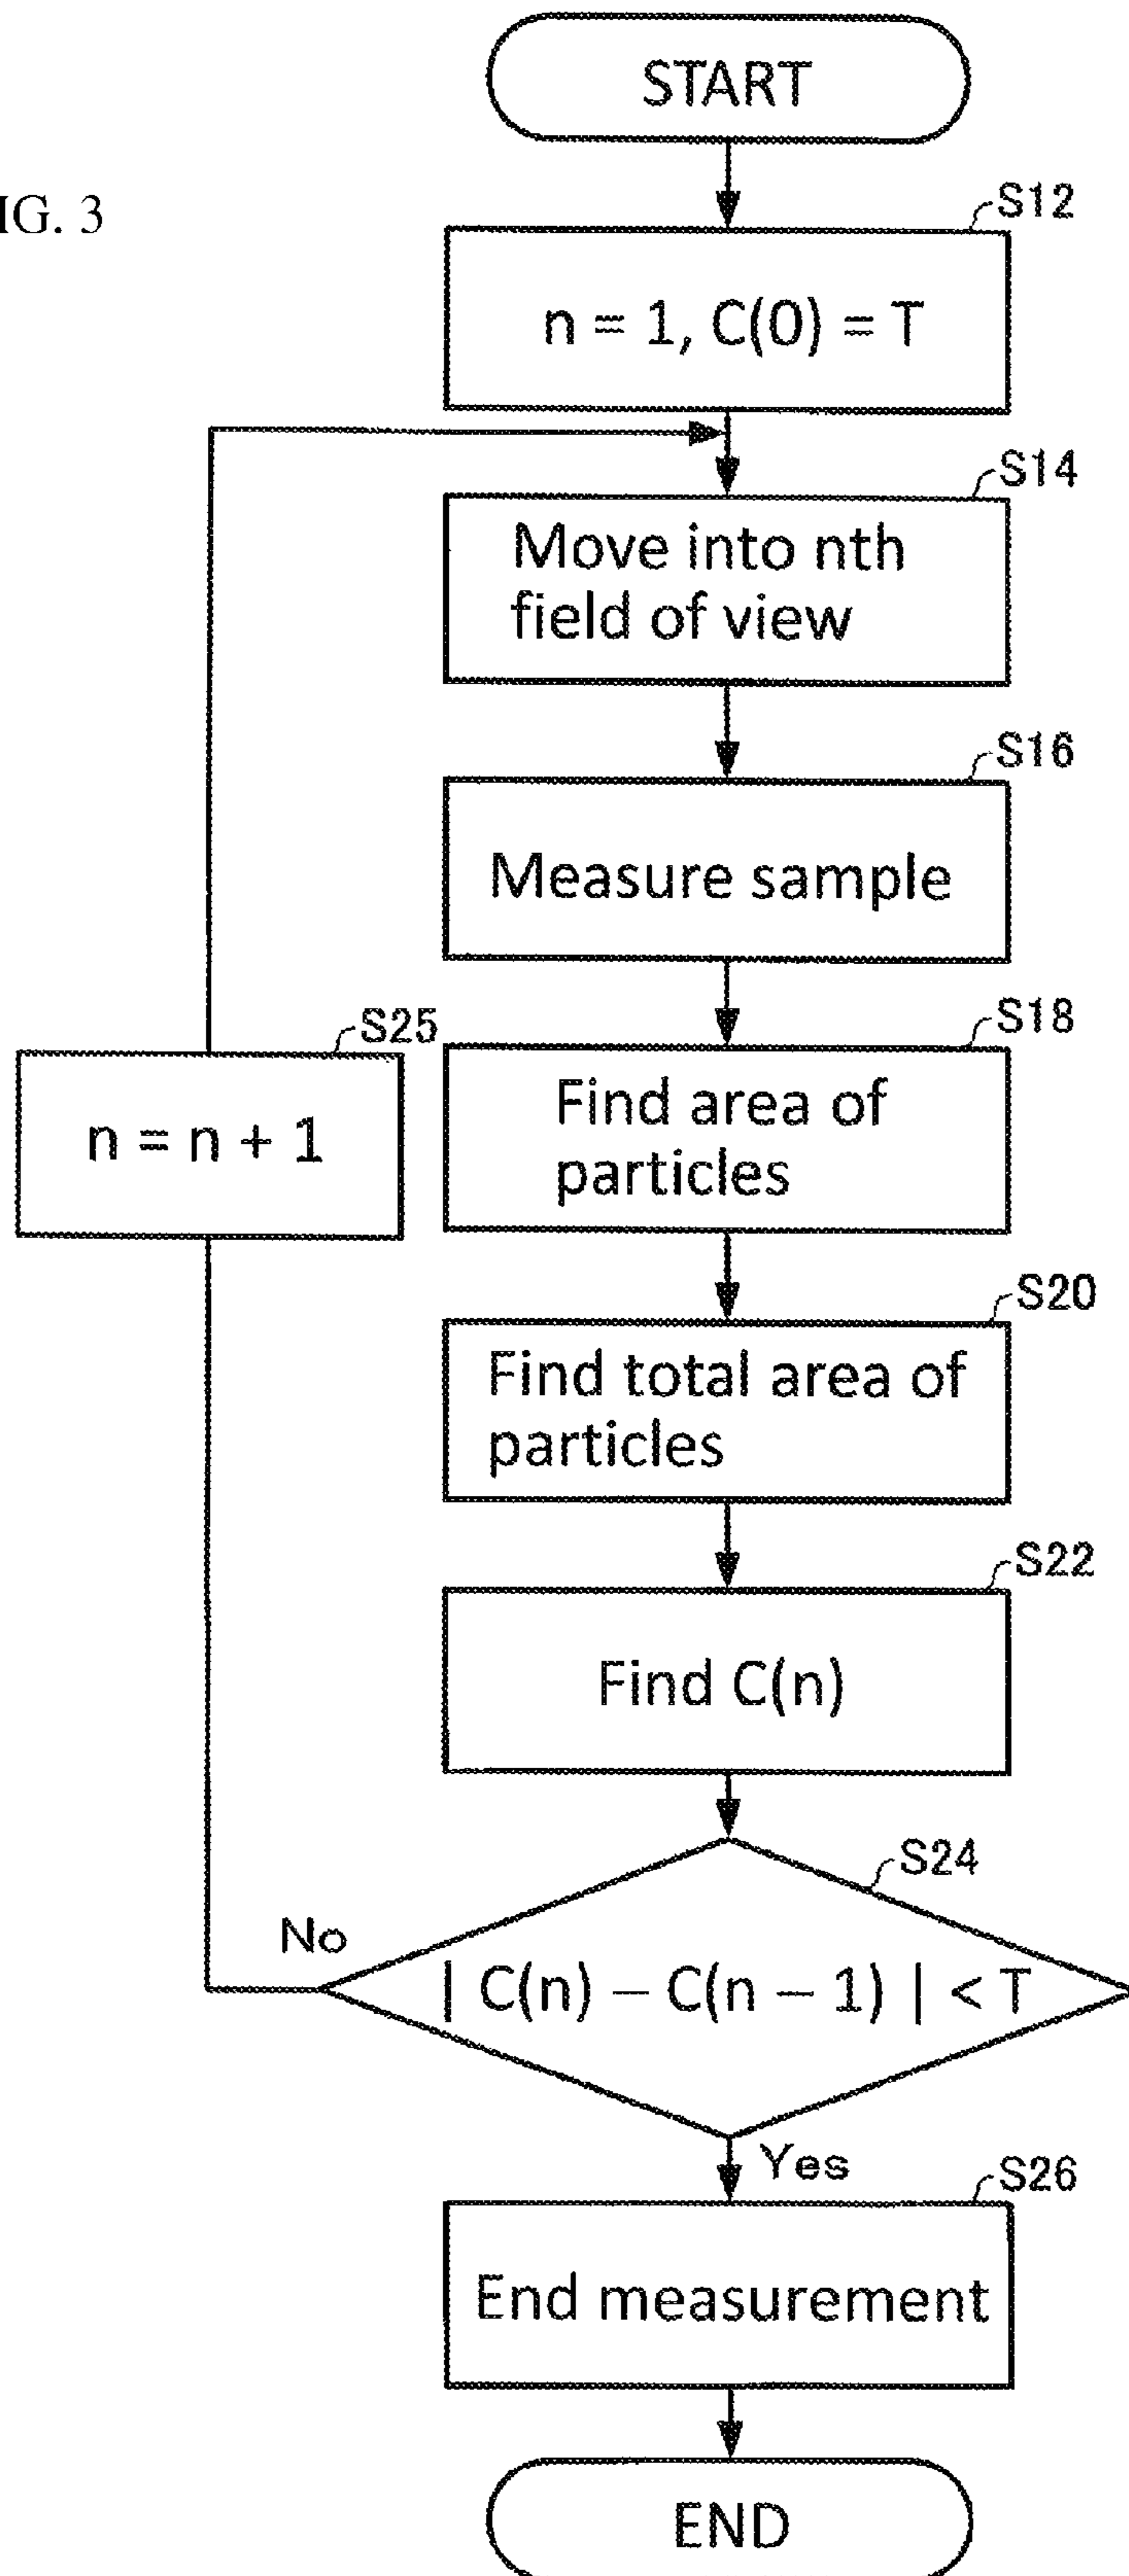 IG. 3
START
S12
n = 1, C(0) = T
S14
Move into nth
field of view
S16
Measure sample
S18
Find area of
particles
S25
n = n + 1
S20
Find total area of
particles
S22
Find C(n)
S24
No
| C(n) – C(n – 1) | < T
Yes
S26
End measurement
END